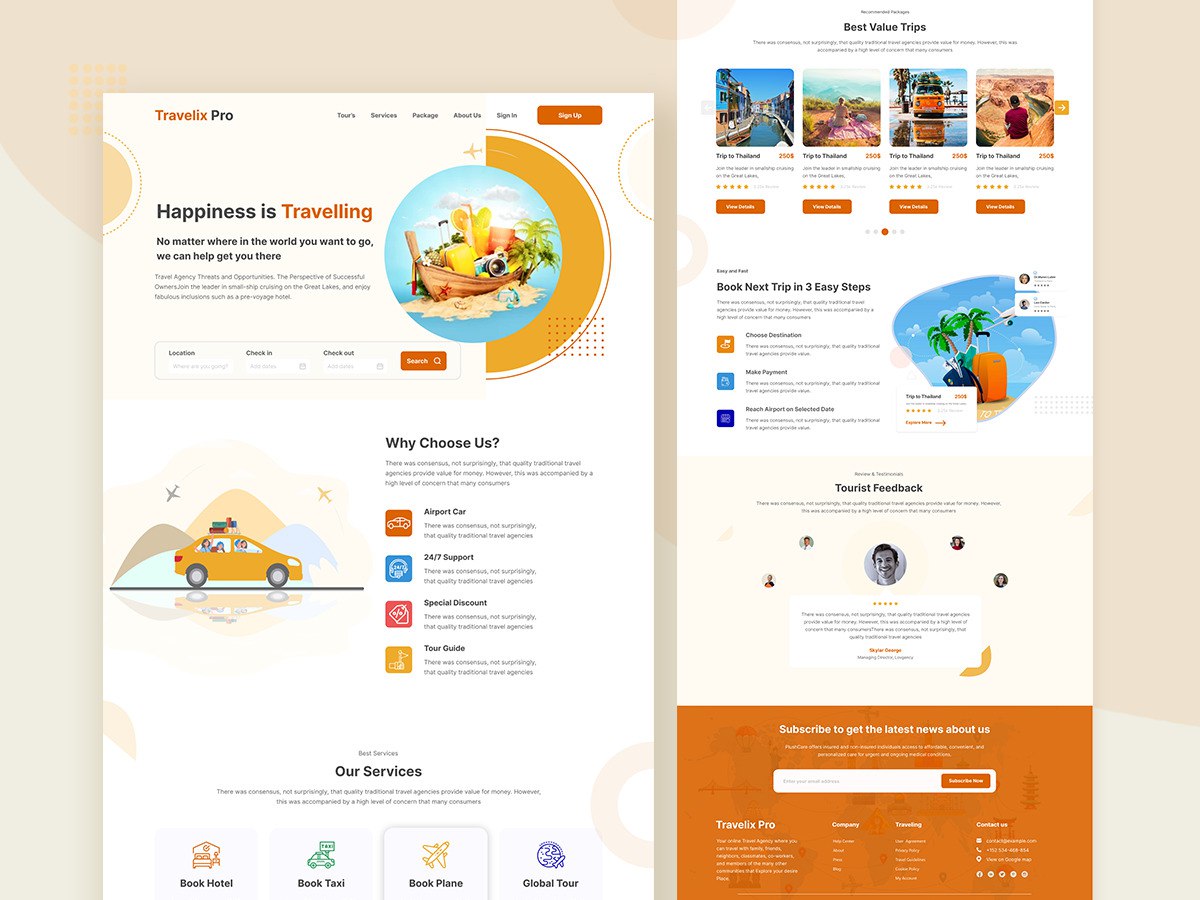 Travelix Pro
Tour's Services Package About Us Sign In Sign Up
Happiness is Travelling
No matter where in the world you want to go,
we can help get you there
Travel Agency Threats and Opportunities. The Perspective of Successful
OwnersJoin the leader in small-ship cruising on the Great Lakes, and enjoy
fabulous inclusions such as a pre-voyage hotel.
Location Check in Check out
Where are you going? Add dates Add dates Search
Why Choose Us?
There was consensus, not surprisingly, that quality traditional travel
agencies provide value for money. However, this was accompanied by a
high level of concern that many consumers
Airport Car
There was consensus, not surprisingly,
that quality traditional travel agencies
24/7 Support
There was consensus, not surprisingly,
that quality traditional travel agencies
Special Discount
There was consensus, not surprisingly,
that quality traditional travel agencies
Tour Guide
There was consensus, not surprisingly,
that quality traditional travel agencies
Best Services
Our Services
There was consensus, not surprisingly, that quality traditional travel agencies provide value for money. However,
this was accompanied by a high level of concern that many consumers
TAXI
Book Hotel Book Taxi Book Plane Global Tour
Recommended Packages
Best Value Trips
There was consensus, not surprisingly, that quality traditional travel agencies provide value for money. However, this was
accompanied by a high level of concern that many consumers
Trip to Thailand 250$ Trip to Thailand 250$ Trip to Thailand 250$ Trip to Thailand 250$
Join the leader in smallship cruising Join the leader in smallship cruising Join the leader in smallship cruising Join the leader in smallship cruising
on the Great Lakes, on the Great Lakes, on the Great Lakes, on the Great Lakes,
View Details View Details View Details View Details
Easy and Fast
Book Next Trip in 3 Easy Steps
There was consensus, not surprisingly, that quality traditional travel
agencies provide value for money. However, this was accompanied by a
high level of concern that many consumers
Choose Destination
There was consensus, not surprisingly, that quality traditional
travel agencies provide value.
Make Payment
There was consensus, not surprisingly, that quality traditional
travel agencies provide value.
Reach Airport on Selected Date
There was consensus, not surprisingly, that quality traditional
travel agencies provide value.
Trip to Thailand 250$
Explore More
Review & Testimonials
Tourist Feedback
There was consensus, not surprisingly, that quality traditional travel agencies provide value for money. However,
this was accompanied by a high level of concern that many consumers
There was consensus, not surprisingly, that quality traditional travel agencies
provide value for money. However, this was accompanied by a high level of
concern that many consumersThere was consensus, not surprisingly, that
quality traditional travel agencies
Skylar George
Managing Director,
Subscribe to get the latest news about us
PlushCare offers insured and non-insured individuals access to affordable, convenient, and
personalized care for urgent and ongoing medical conditions.
Enter your email address Subscribe Now
Travelix Pro
Your online Travel Agency where you
can travel with family, friends,
neighbors, classmates, co-workers,
and members of the many other
communities that Explore your desire
Place.
Company
Help Center
About
Press
Blog
Traveling
User Agreement
Privacy Policy
Travel Guidelines
Cookie Policy
My Account
Contact us
contact@example.com
+152 534-468-854
View on Google map